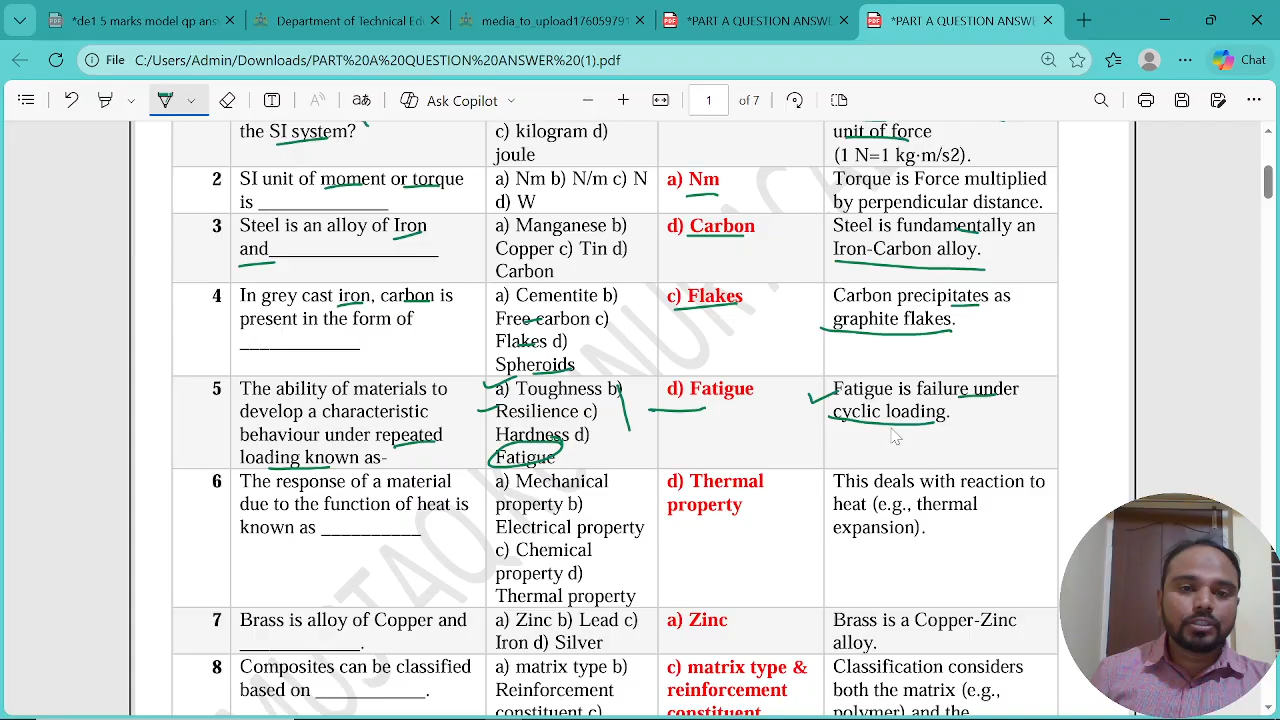 *de1 5 marks model qp ans
Department of Technical Ed
media_to_upload176059791
*PART A QUESTION ANSWE
*PART A QUESTION ANSWE
File
C:/Users/Admin/Downloads/PART%20A%20QUESTION%20ANSWER%20(1).pdf
Chat
Ask Copilot
1
of 7
the SI system?
c) kilogram d)
joule
unit of force
(1 N=1 kg·m/s2).
2
SI unit of moment or torque
is ______________
a) Nm b) N/m c) N
d) W
a) Nm
Torque is Force multiplied
by perpendicular distance.
3
Steel is an alloy of Iron
and__________________
a) Manganese b)
Copper c) Tin d)
Carbon
d) Carbon
Steel is fundamentally an
Iron-Carbon alloy.
4
In grey cast iron, carbon is
present in the form of
_____________
a) Cementite b)
Free carbon c)
Flakes d)
Spheroids
c) Flakes
Carbon precipitates as
graphite flakes.
5
The ability of materials to
develop a characteristic
behaviour under repeated
loading known as-
a) Toughness b)
Resilience c)
Hardness d)
Fatigue
d) Fatigue
Fatigue is failure under
cyclic loading.
6
The response of a material
due to the function of heat is
known as __________
a) Mechanical
property b)
Electrical property
c) Chemical
property d)
Thermal property
d) Thermal
property
This deals with reaction to
heat (e.g., thermal
expansion).
7
Brass is alloy of Copper and
_____________.
a) Zinc b) Lead c)
Iron d) Silver
a) Zinc
Brass is a Copper-Zinc
alloy.
8
Composites can be classified
based on ____________.
a) matrix type b)
Reinforcement
constituent c)
c) matrix type &
reinforcement
constituent
Classification considers
both the matrix (e.g.,
polymer) and the